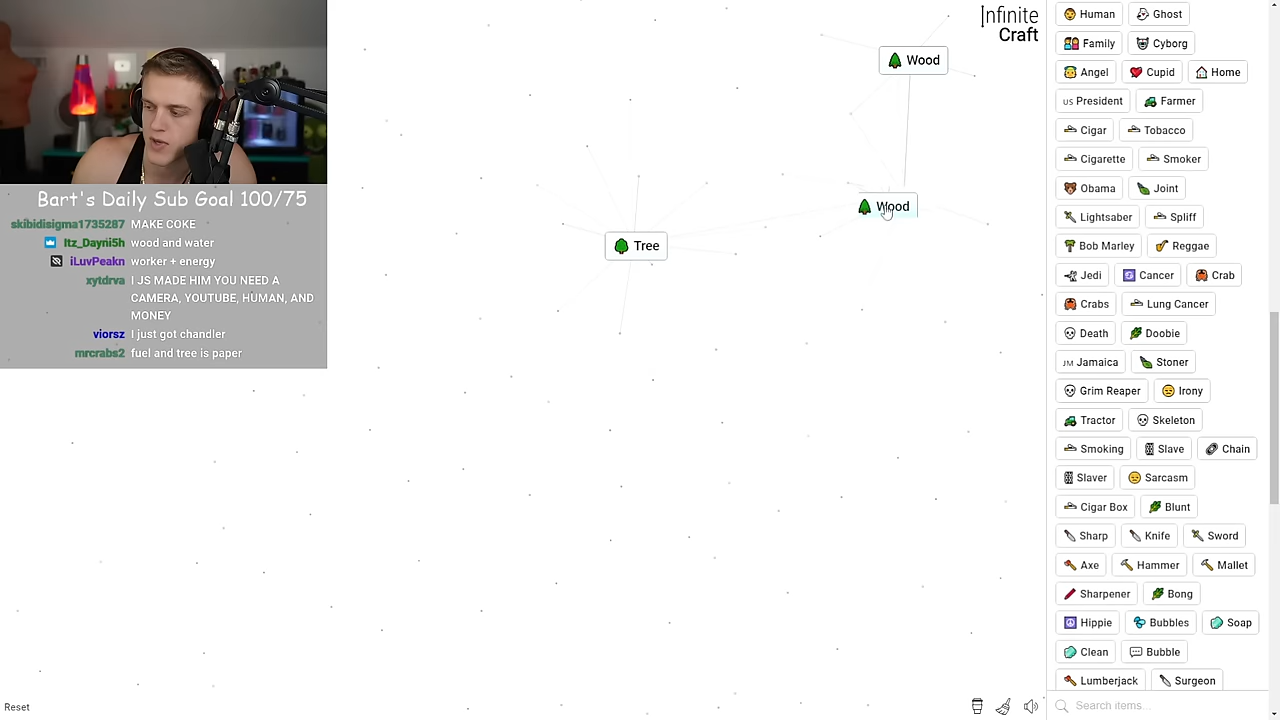 Infinite
Craft
Bart's Daily Sub Goal 100/75
skibidisigma1735287 MAKE COKE
Itz_Dayni5h wood and water
iLuvPeakn worker + energy
xytdrva I JS MADE HIM YOU NEED A
CAMERA, YOUTUBE, HUMAN, AND
MONEY
viorsz I just got chandler
mrcrabs2 fuel and tree is paper
Wood
Wood
Tree
Reset
Human Ghost
Family Cyborg
Angel Cupid Home
US President Farmer
Cigar Tobacco
Cigarette Smoker
Obama Joint
Lightsaber Spliff
Bob Marley Reggae
Jedi Cancer Crab
Crabs Lung Cancer
Death Doobie
JM Jamaica Stoner
Grim Reaper Irony
Tractor Skeleton
Smoking Slave Chain
Slaver Sarcasm
Cigar Box Blunt
Sharp Knife Sword
Axe Hammer Mallet
Sharpener Bong
Hippie Bubbles Soap
Clean Bubble
Lumberjack Surgeon
Search items...